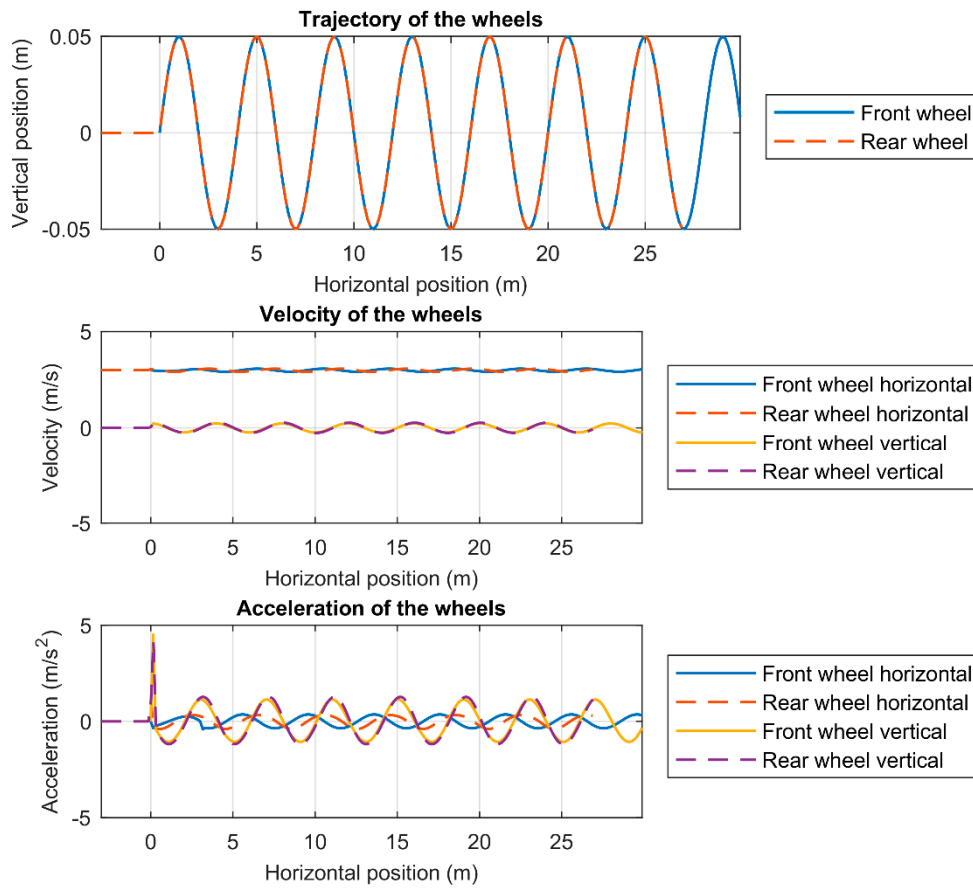 Trajectory of the wheels
0.05
0
-0.05
Vertical position (m)
0 5 10 15 20 25
Horizontal position (m)
Front wheel
Rear wheel
Velocity of the wheels
5
0
-5
Velocity (m/s)
0 5 10 15 20 25
Horizontal position (m)
Front wheel horizontal
Rear wheel horizontal
Front wheel vertical
Rear wheel vertical
Acceleration of the wheels
5
0
-5
Acceleration (m/s²)
0 5 10 15 20 25
Horizontal position (m)
Front wheel horizontal
Rear wheel horizontal
Front wheel vertical
Rear wheel vertical